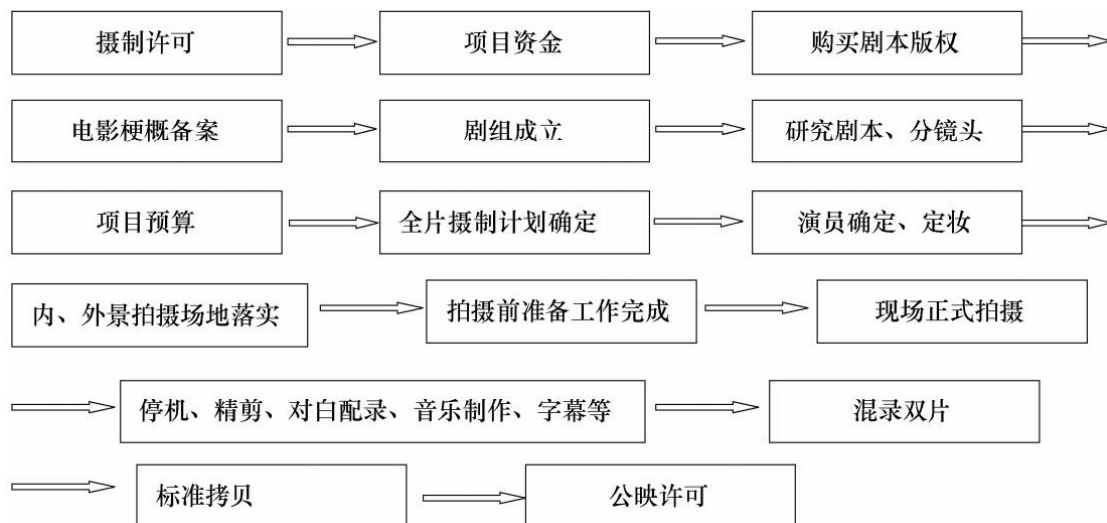 摄制许可 项目资金 购买剧本版权
电影梗概备案 剧组成立 研究剧本、分镜头
项目预算 全片摄制计划确定 演员确定、定妆
内、外景拍摄场地落实 拍摄前准备工作完成 现场正式拍摄
停机、精剪、对白配录、音乐制作、字幕等 混录双片
标准拷贝 公映许可